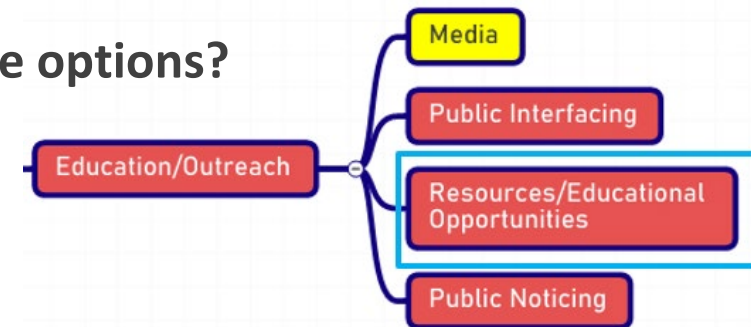 e options?
Media
Public Interfacing
Education/Outreach
Resources/Educational
Opportunities
Public Noticing